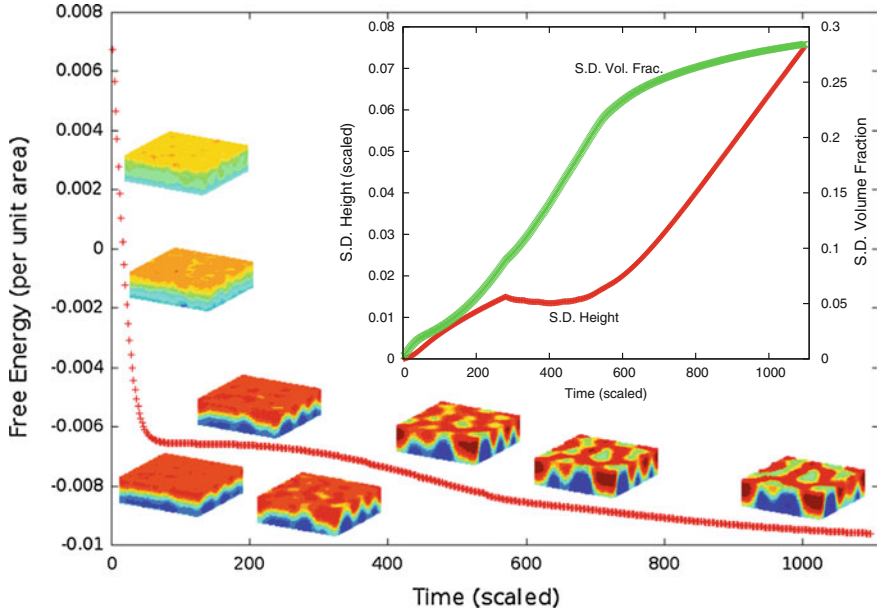 0.008
0.006
0.004
0.002
0
-0.002
-0.004
-0.006
-0.008
-0.01
Free Energy (per unit area)
0 200 400 600 800 1000
Time (scaled)
0.08
0.07
0.06
0.05
0.04
0.03
0.02
0.01
0
S.D. Height (scaled)
0.3
0.25
0.2
0.15
0.1
0.05
0
S.D. Volume Fraction
S.D. Vol. Frac.
S.D. Height
0 200 400 600 800 1000
Time (scaled)